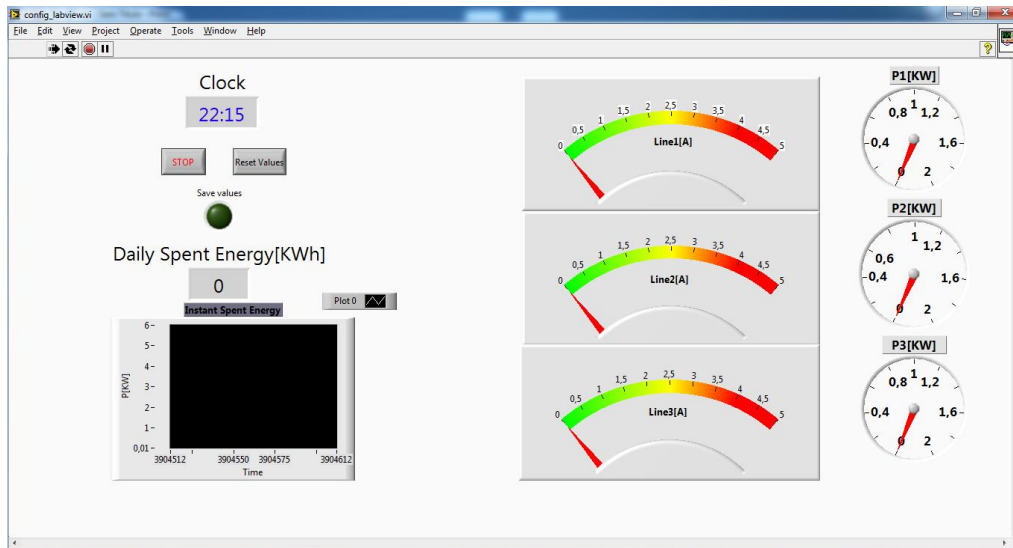 config_labview.vi
File Edit View Project Operate Tools Window Help
Clock
22:15
STOP
Reset Values
Save values
Daily Spent Energy[KWh]
0
Instant Spent Energy
Plot 0
P[KW]
6
5
4
3
2
1
0,01
3904512 3904550 3904575 3904612
Time
0 0,5 1 1,5 2 2,5 3 3,5 4 4,5 5
Line1[A]
0 0,5 1 1,5 2 2,5 3 3,5 4 4,5 5
Line2[A]
0 0,5 1 1,5 2 2,5 3 3,5 4 4,5 5
Line3[A]
P1[KW]
0 0,4 0,8 1 1,2 1,6 2
P2[KW]
0 0,4 0,6 1 1,2 1,6 2
P3[KW]
0 0,4 0,8 1 1,2 1,6 2